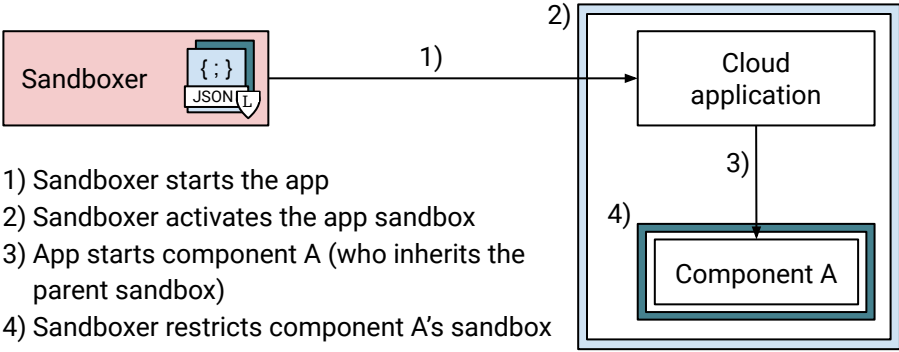 Sandboxer
{ ; }
JSON
L
1)
2)
Cloud
application
3)
4)
Component A
1) Sandboxer starts the app
2) Sandboxer activates the app sandbox
3) App starts component A (who inherits the
parent sandbox)
4) Sandboxer restricts component A's sandbox